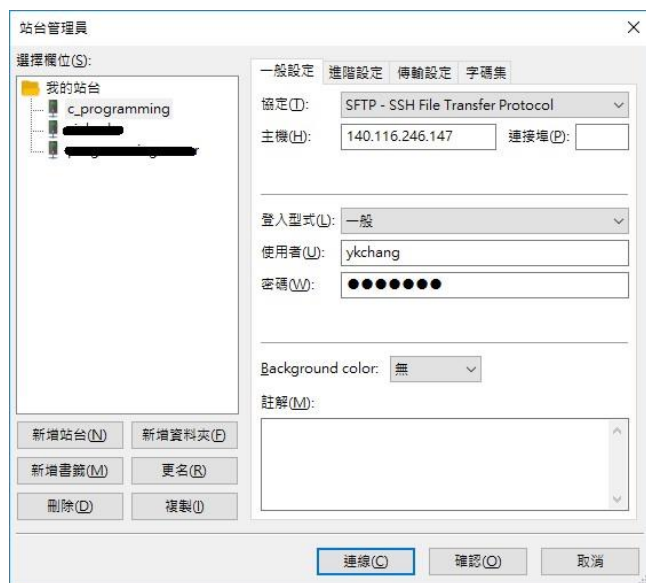 站台管理員
選擇欄位(S):
我的站台
c_programming
一般設定 進階設定 傳輸設定 字碼集
協定(T): SFTP - SSH File Transfer Protocol
主機(H): 140.116.246.147 連接埠(P):
登入型式(L): 一般
使用者(U): ykchang
密碼(W): ●●●●●●●
Background color: 無
註解(M):
新增站台(N) 新增資料夾(F)
新增書籤(M) 更名(R)
刪除(D) 複製(I)
連線(C) 確認(O) 取消